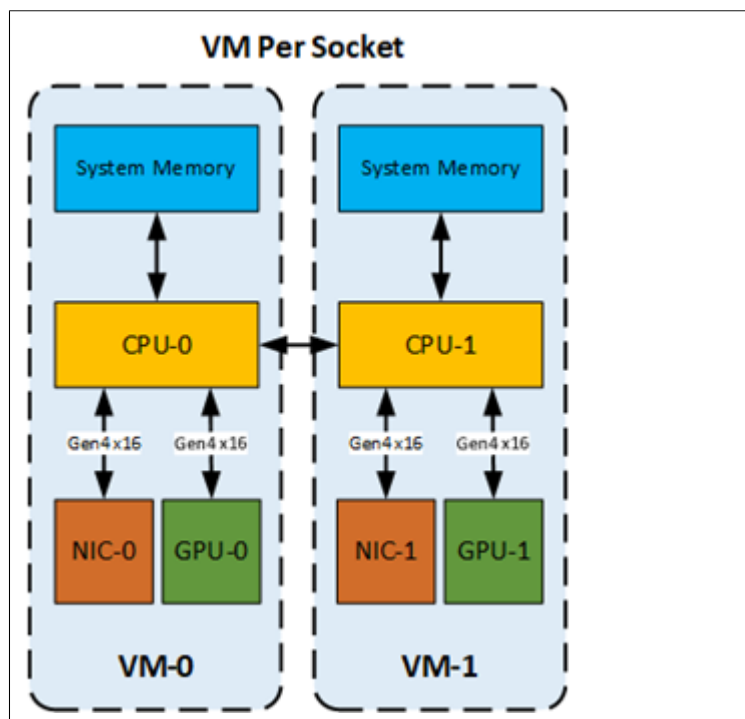 VM Per Socket
System Memory
System Memory
CPU-0
CPU-1
Gen4 x16
Gen4 x16
Gen4 x16
Gen4 x16
NIC-0
GPU-0
NIC-1
GPU-1
VM-0
VM-1